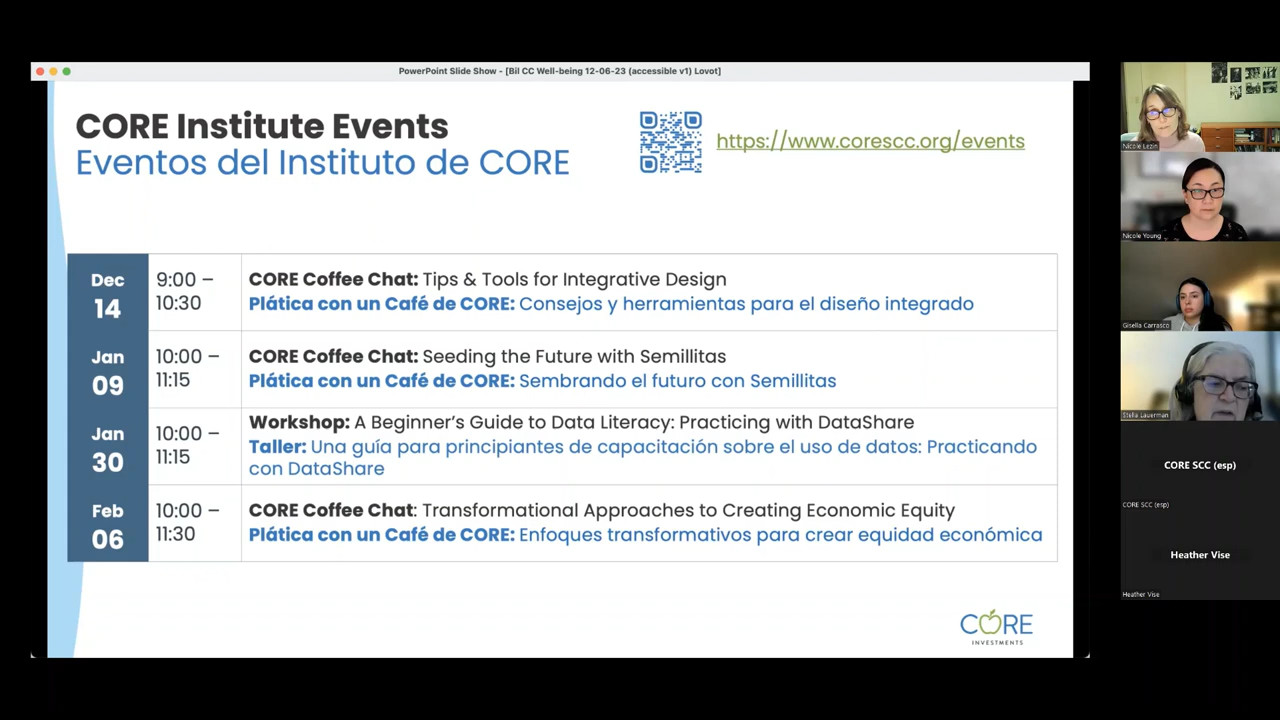 PowerPoint Slide Show - [Bil CC Well-being 12-06-23 (accessible v1) Lovot]
CORE Institute Events
Eventos del Instituto de CORE
https://www.corescc.org/events
Dec
14
9:00 –
10:30
CORE Coffee Chat: Tips & Tools for Integrative Design
Plática con un Café de CORE: Consejos y herramientas para el diseño integrado
Jan
09
10:00 –
11:15
CORE Coffee Chat: Seeding the Future with Semillitas
Plática con un Café de CORE: Sembrando el futuro con Semillitas
Jan
30
10:00 –
11:15
Workshop: A Beginner's Guide to Data Literacy: Practicing with DataShare
Taller: Una guía para principiantes de capacitación sobre el uso de datos: Practicando
con DataShare
Feb
06
10:00 –
11:30
CORE Coffee Chat: Transformational Approaches to Creating Economic Equity
Plática con un Café de CORE: Enfoques transformativos para crear equidad económica
CORE
INVESTMENTS
Nicole Lezin
Nicole Young
Gisella Carrasco
Stella Lauerman
CORE SCC (esp)
CORE SCC (esp)
Heather Vise
Heather Vise